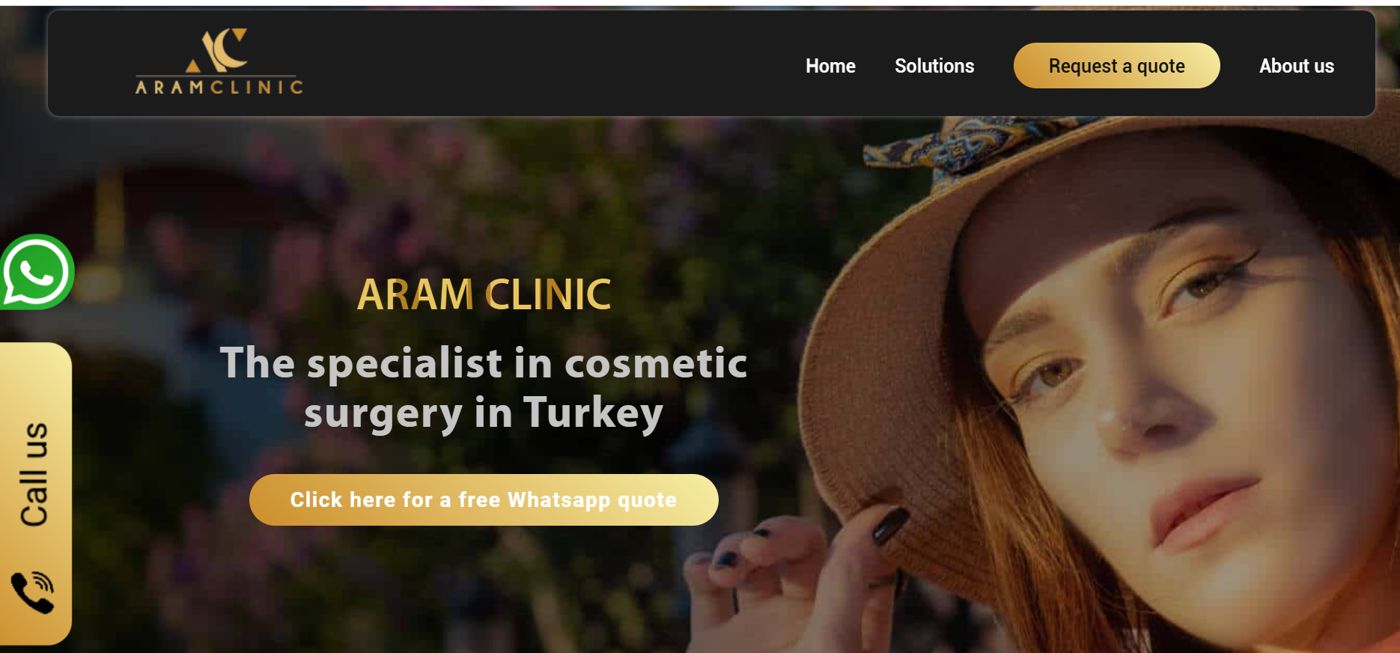 ARAMCLINIC
Home
Solutions
Request a quote
About us
ARAM CLINIC
The specialist in cosmetic
surgery in Turkey
Click here for a free Whatsapp quote
Call us